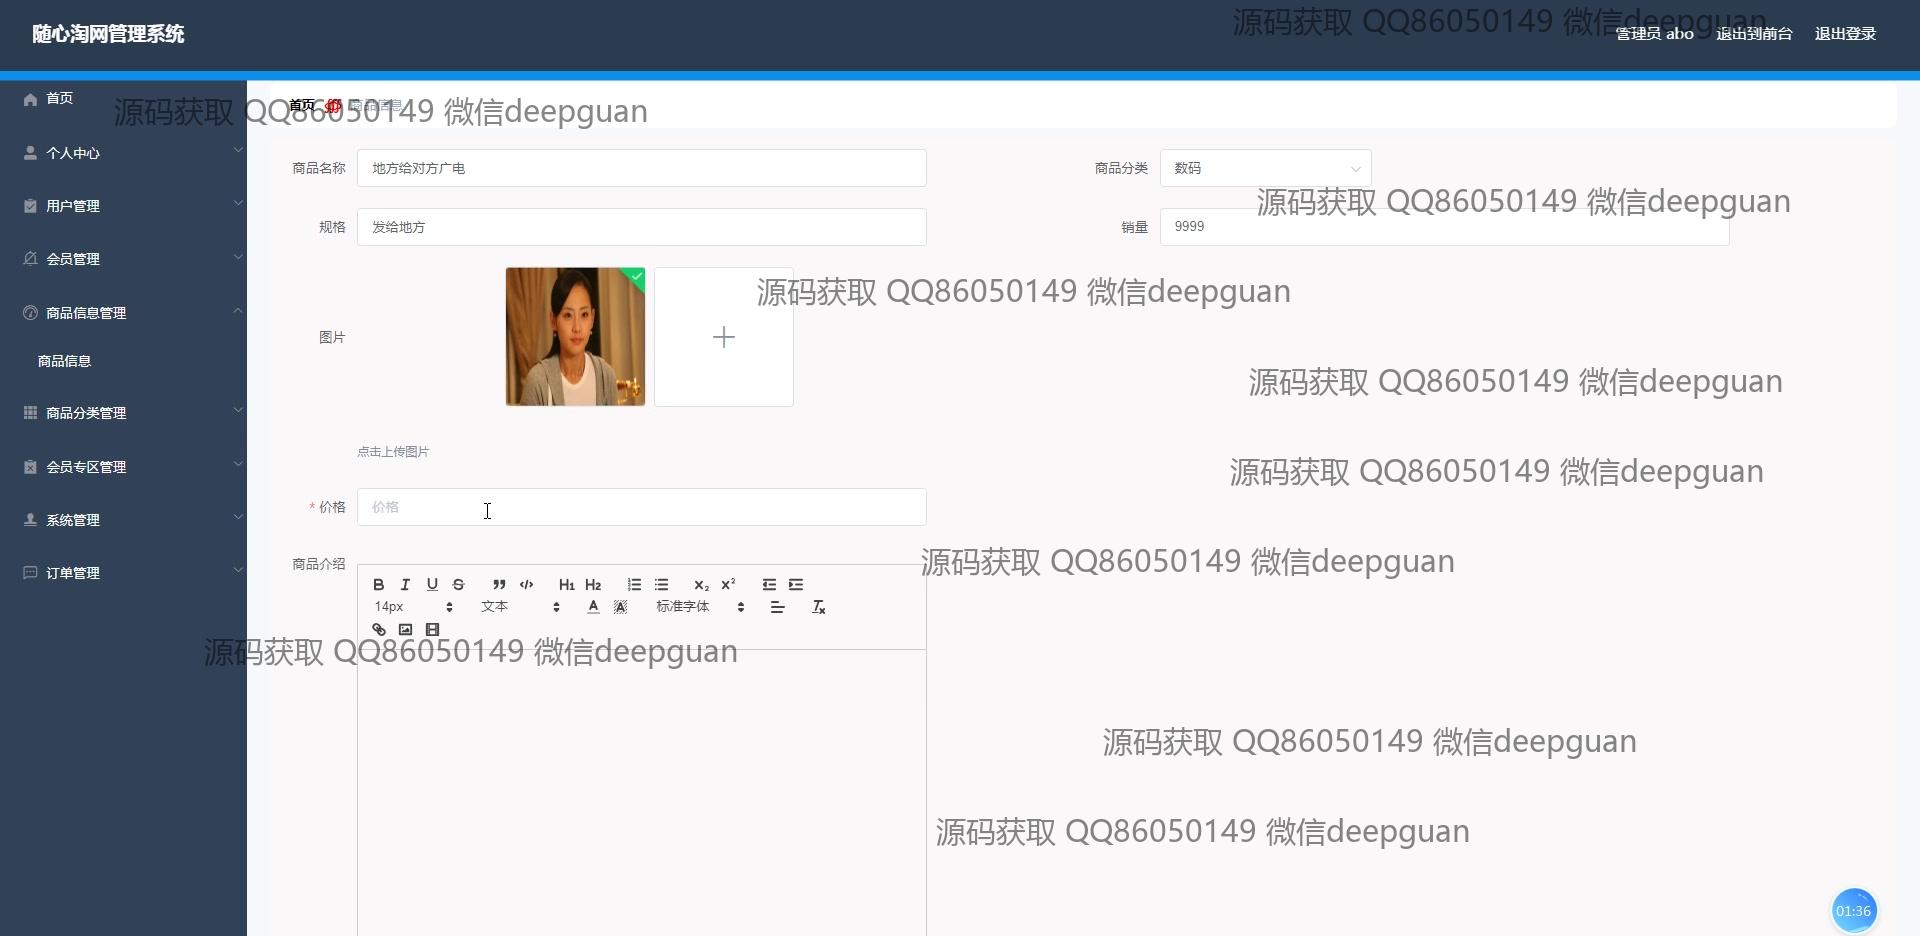 随心淘网管理系统
源码获取 QQ86050149 微信deepguan
管理员 abo
退出到前台
退出登录
首页
首页
商品信息
源码获取 QQ86050149 微信deepguan
个人中心
商品名称
地方给对方广电
商品分类
数码
用户管理
源码获取 QQ86050149 微信deepguan
规格
发给地方
销量
9999
会员管理
源码获取 QQ86050149 微信deepguan
商品信息管理
图片
商品信息
源码获取 QQ86050149 微信deepguan
商品分类管理
点击上传图片
会员专区管理
源码获取 QQ86050149 微信deepguan
* 价格
价格
系统管理
商品介绍
源码获取 QQ86050149 微信deepguan
订单管理
B I U S H1 H2 X2 X2
14px
文本
A
A
标准字体
Tx
源码获取 QQ86050149 微信deepguan
源码获取 QQ86050149 微信deepguan
源码获取 QQ86050149 微信deepguan
01:36